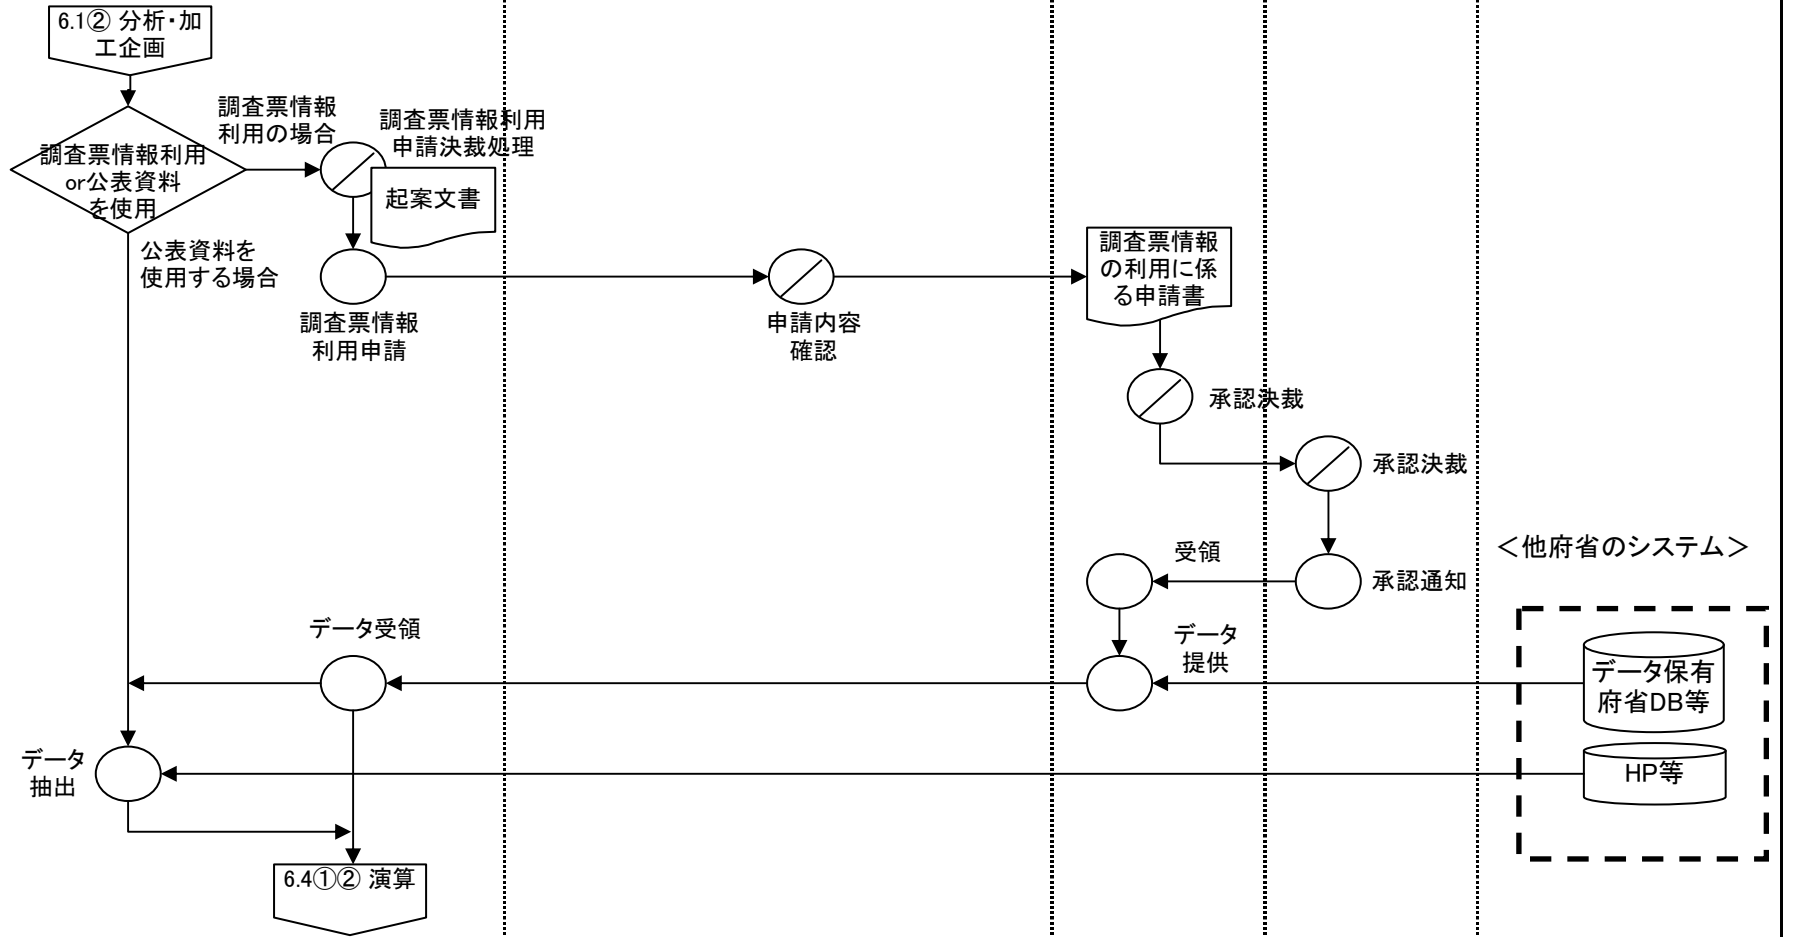 6.1② 分析・加
工企画
調査票情報
利用の場合
調査票情報利用
申請決裁処理
調査票情報利用
or公表資料
を使用
起案文書
公表資料を
使用する場合
調査票情報
の利用に係
る申請書
調査票情報
利用申請
申請内容
確認
承認決裁
承認決裁
＜他府省のシステム＞
受領
承認通知
データ受領
データ
提供
データ保有
府省DB等
データ
抽出
HP等
6.4①② 演算